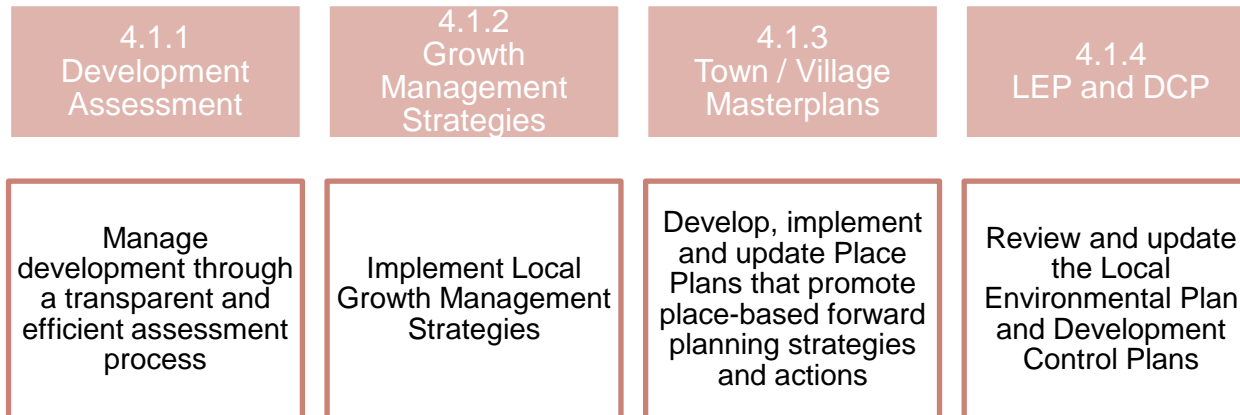 4.1.1
Development
Assessment
4.1.2
Growth
Management
Strategies
4.1.3
Town / Village
Masterplans
4.1.4
LEP and DCP
Manage
development through
a transparent and
efficient assessment
process
Implement Local
Growth Management
Strategies
Develop, implement
and update Place
Plans that promote
place-based forward
planning strategies
and actions
Review and update
the Local
Environmental Plan
and Development
Control Plans